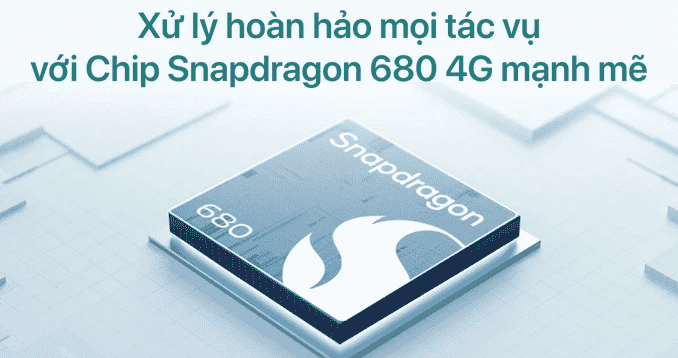 Xử lý hoàn hảo mọi tác vụ
với Chip Snapdragon 680 4G mạnh mẽ
Snapdragon
680